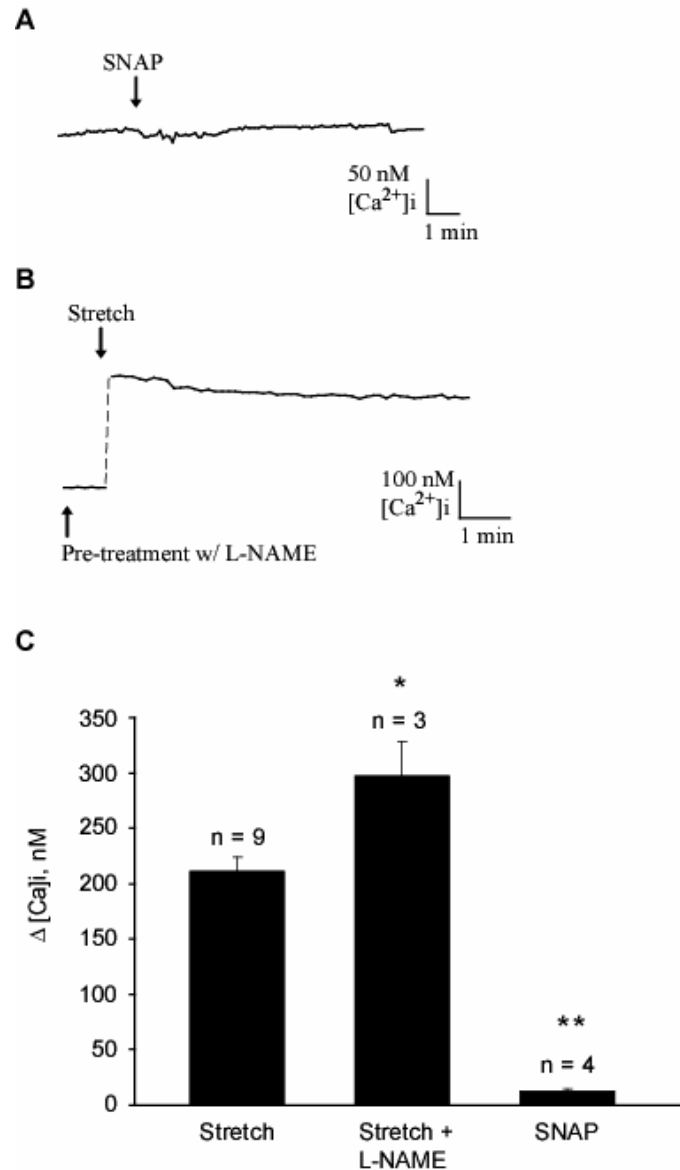 A
SNAP
50 nM
[Ca²⁺]i
1 min
B
Stretch
100 nM
[Ca²⁺]i
1 min
Pre-treatment w/ L-NAME
C
*
n = 3
**
n = 9
n = 4
350
300
250
200
150
100
50
0
Δ [Ca]i, nM
Stretch
Stretch +
L-NAME
SNAP